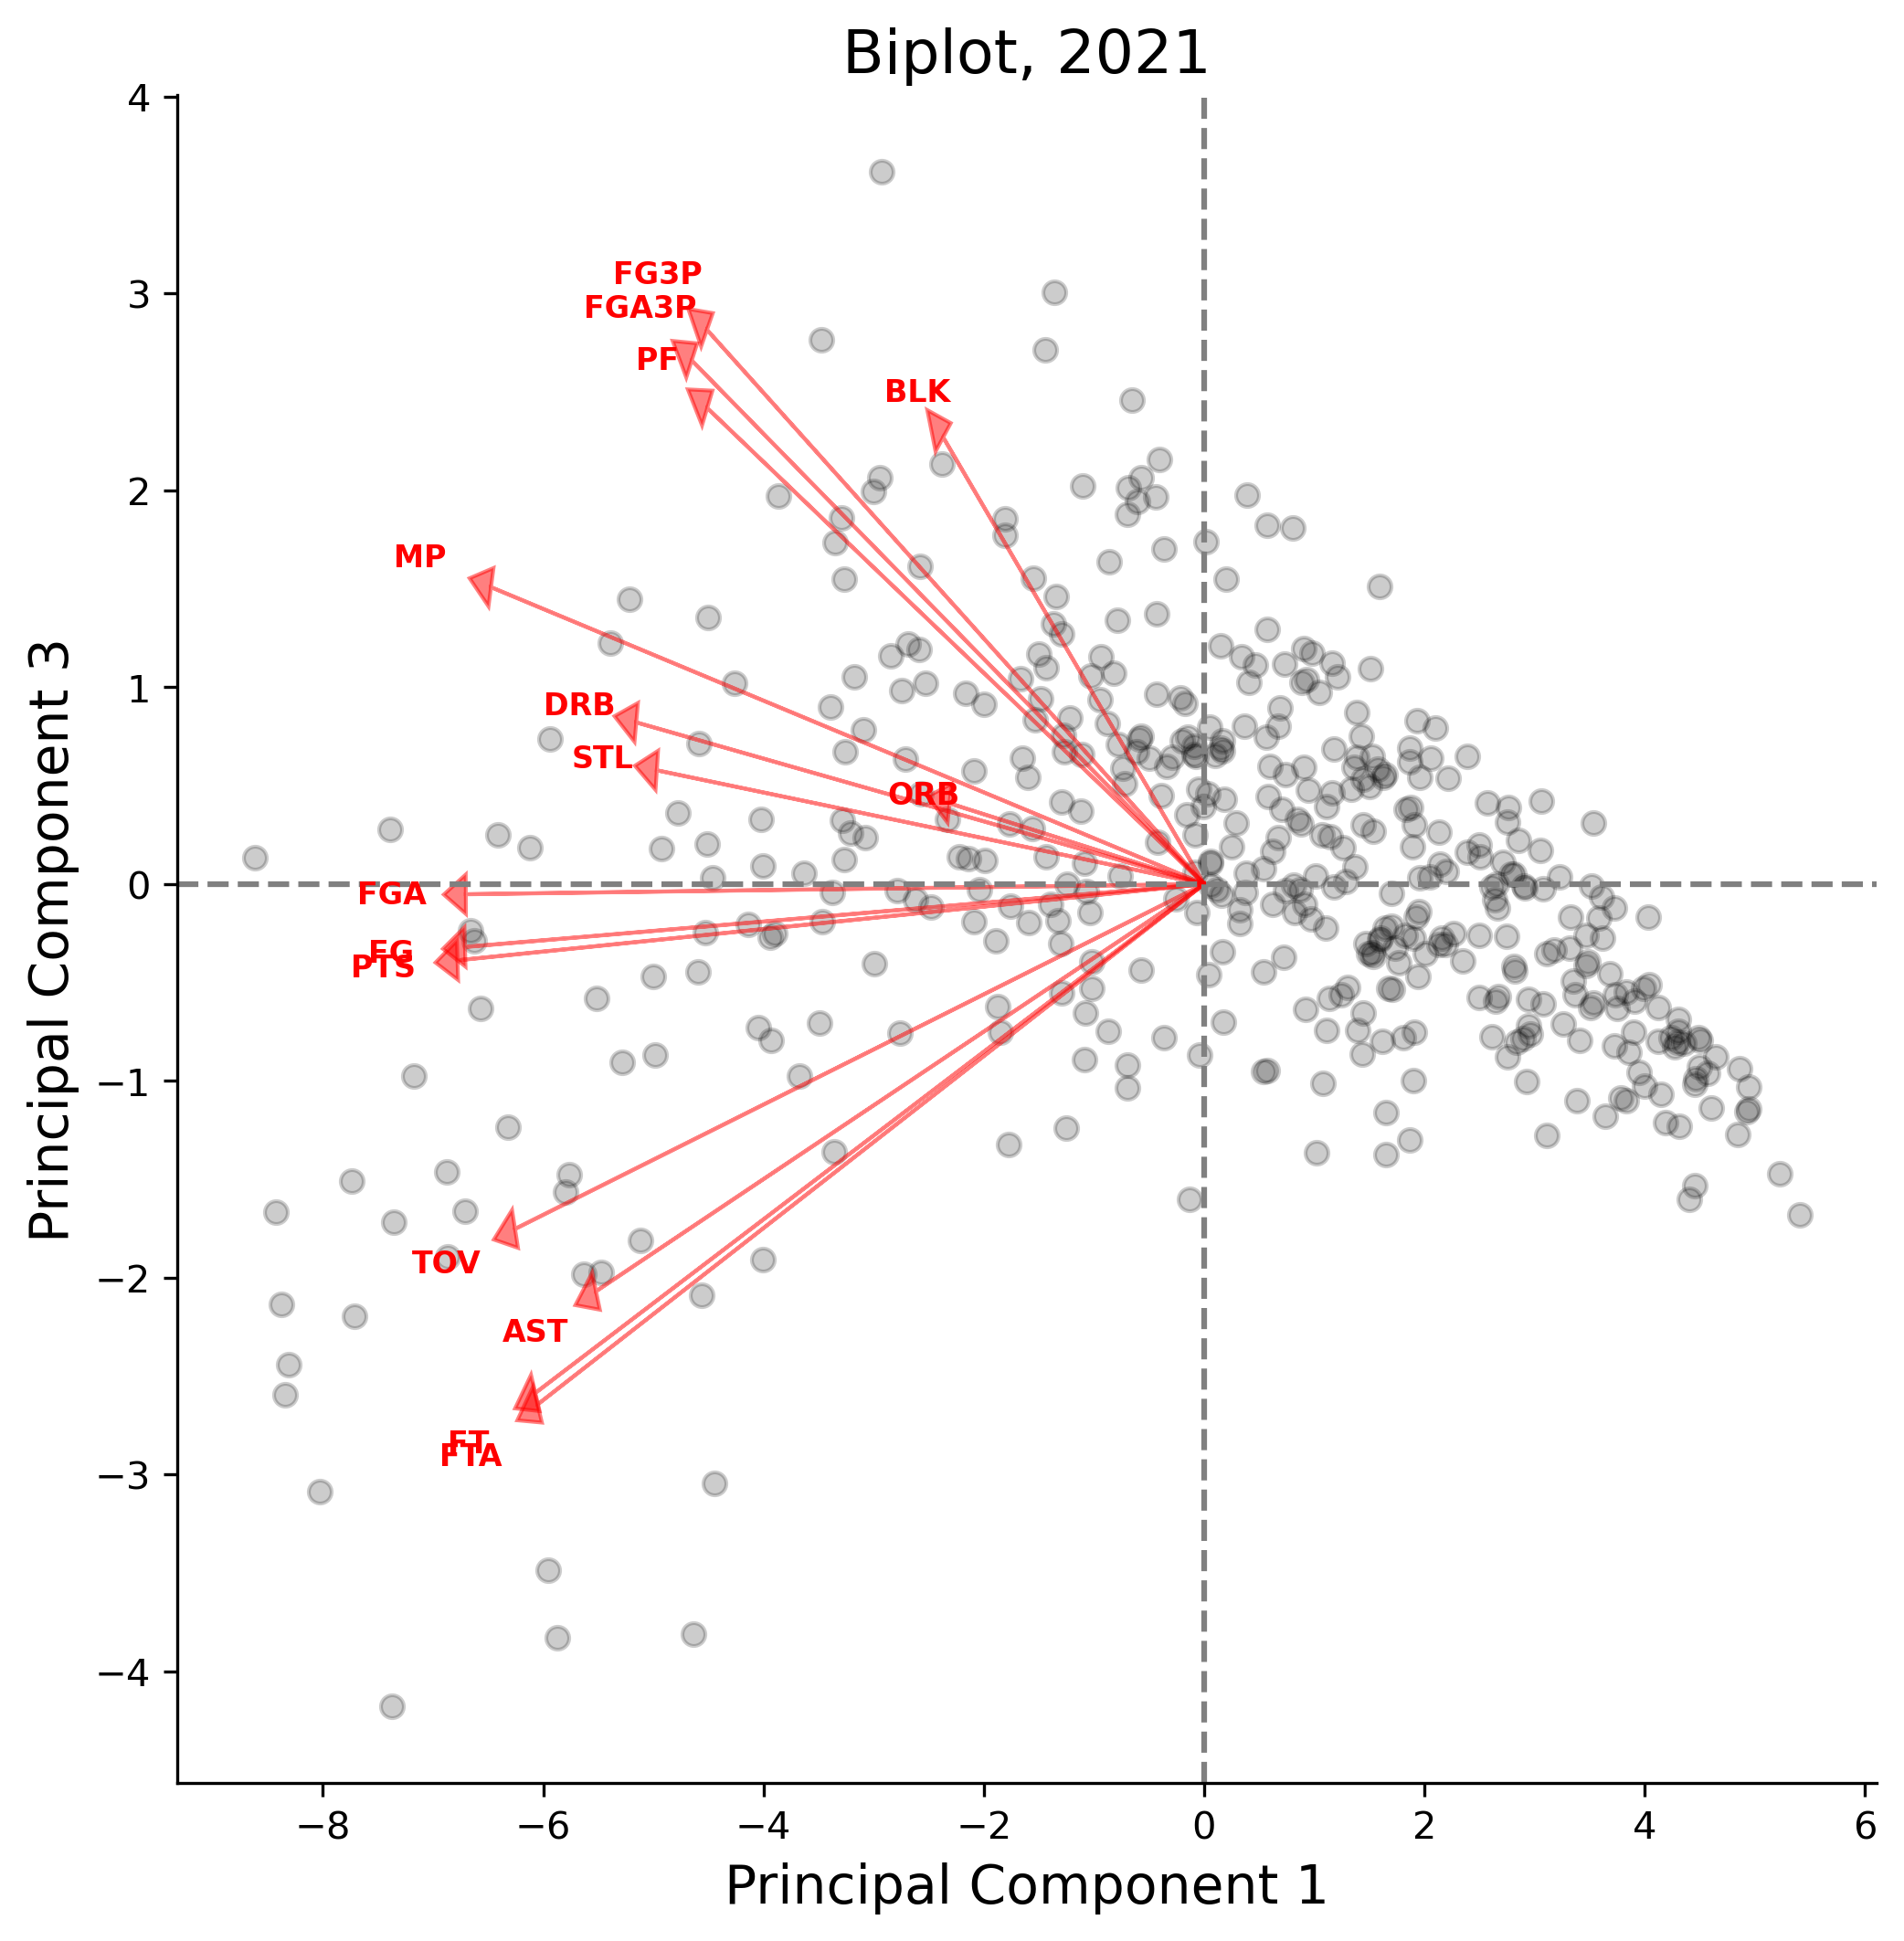 Biplot, 2021
4
3
2
1
0
−1
−2
−3
−4
Principal Component 3
FG3P
FGA3P
PF
BLK
MP
DRB
STL
ORB
FGA
FG
PTS
TOV
AST
FT
FTA
−8
−6
−4
−2
0
2
4
6
Principal Component 1